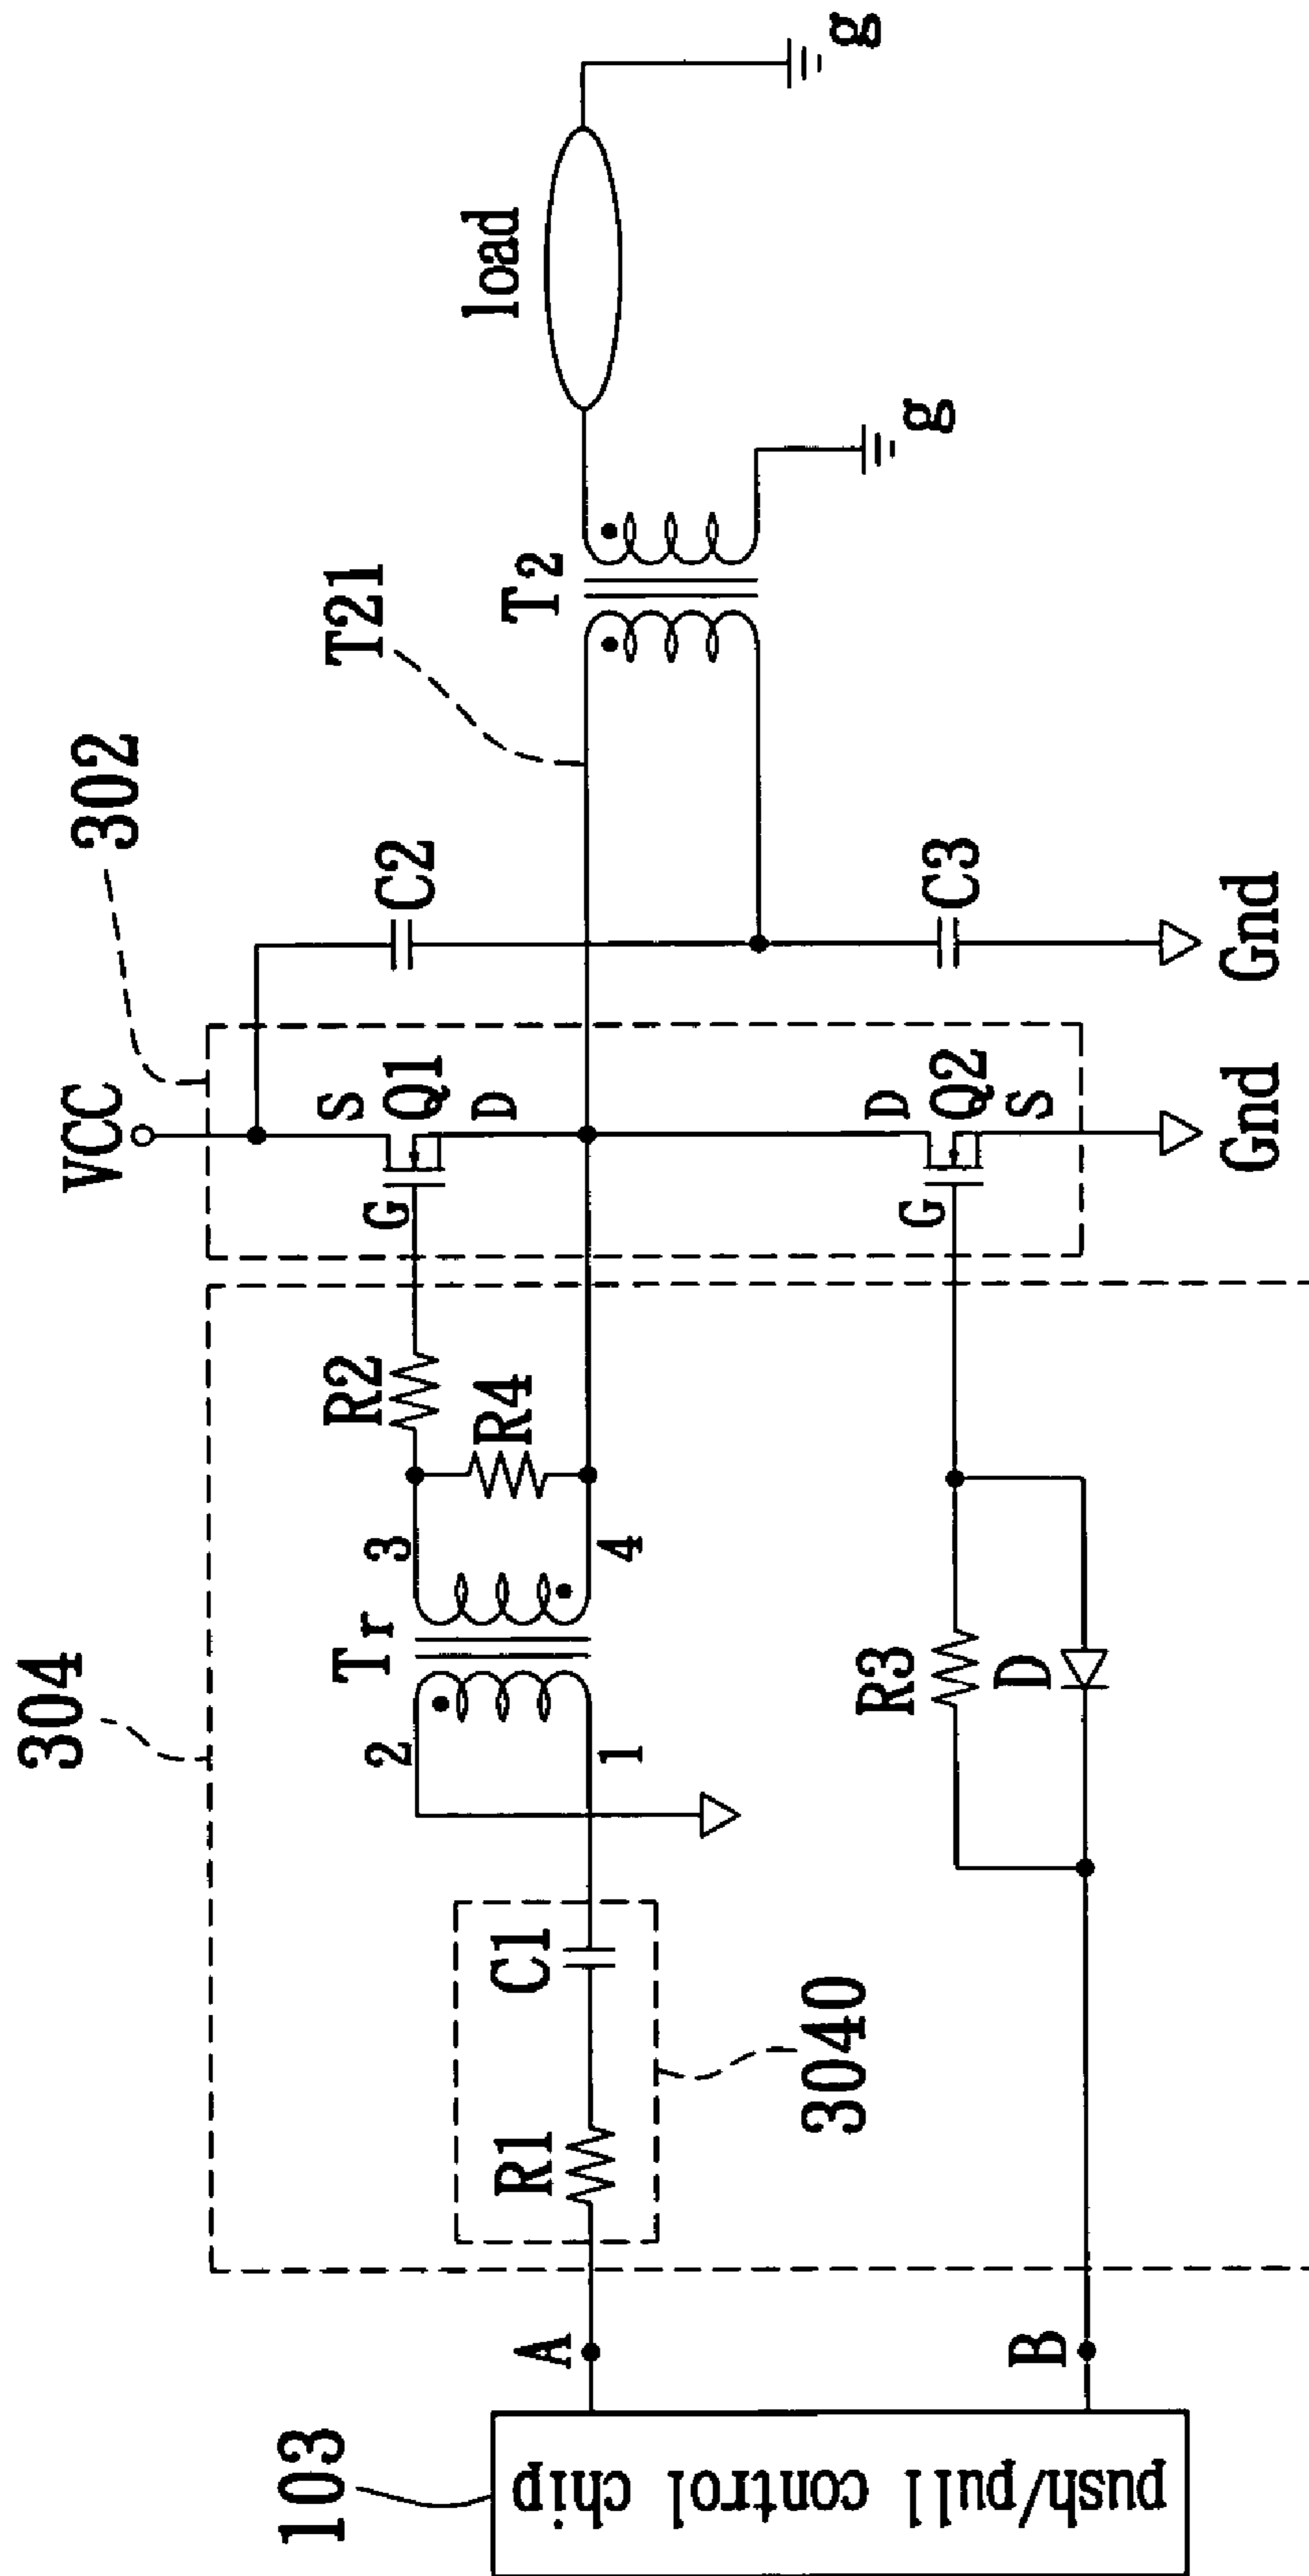 304
302
VCC
T21
T2
load
g
g
2
1
Tr
3
4
R2
R4
G
S
Q1
D
C2
C3
Gnd
Gnd
G
D
Q2
S
R3
D
R1
C1
3040
A
B
103
push/pull control chip